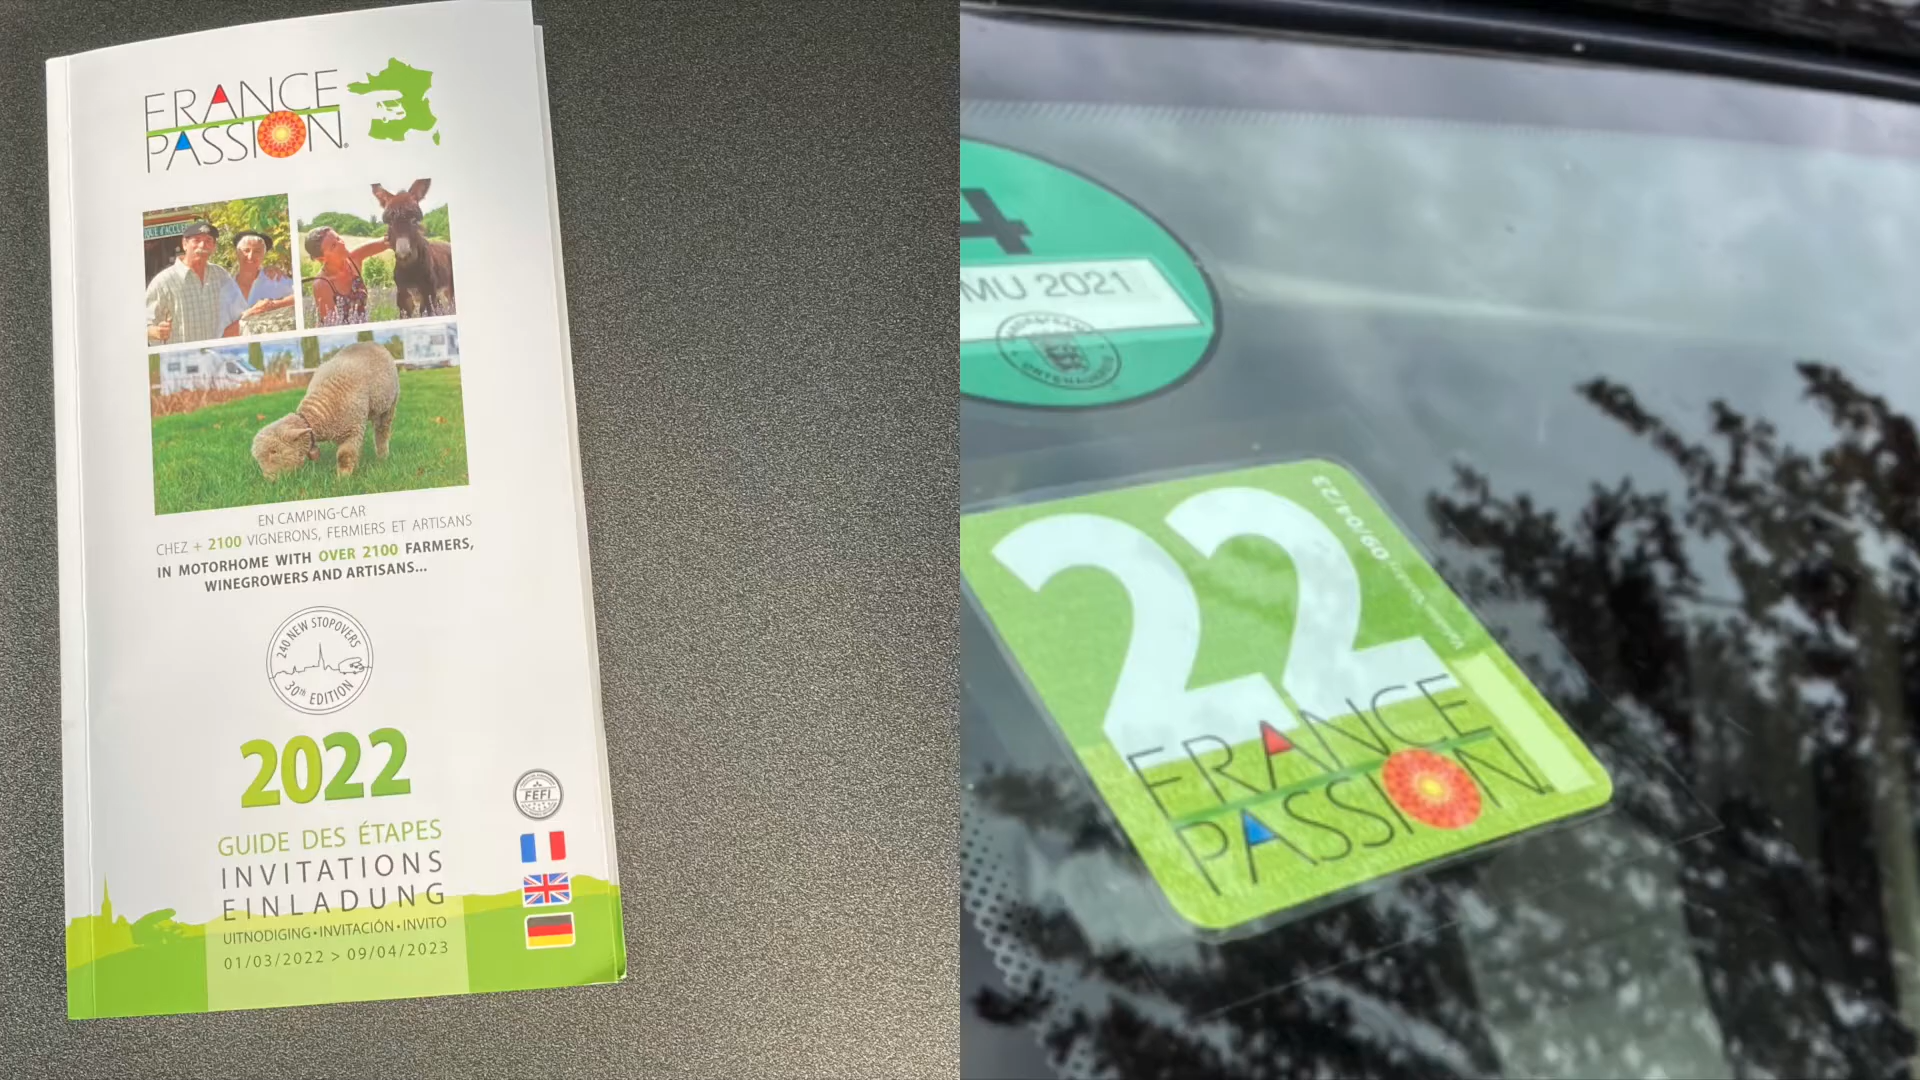 FRANCE
PASSION
EN CAMPING-CAR
CHEZ + 2100 VIGNERONS, FERMIERS ET ARTISANS
IN MOTORHOME WITH OVER 2100 FARMERS,
WINEGROWERS AND ARTISANS...
240 NEW STOPOVERS
30th EDITION
2022
FEFI
GUIDE DES ÉTAPES
INVITATIONS
EINLADUNG
UITNODIGING • INVITACIÓN • INVITO
01/03/2022 > 09/04/2023
4
MU 2021
22
09/04/23
FRANCE
PASSION